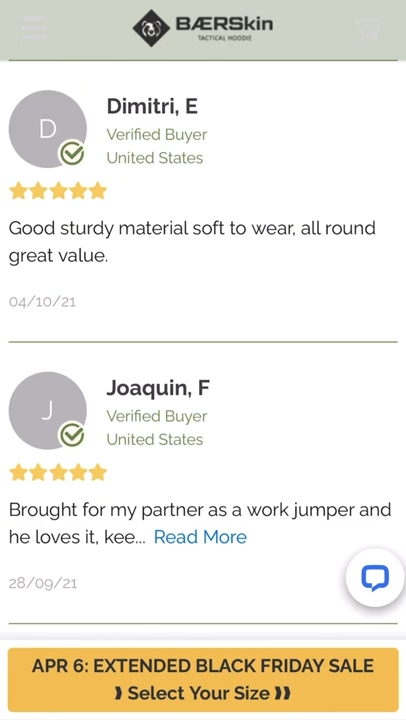 BÆRSkin
TACTICAL HOODIE
D
Dimitri, E
Verified Buyer
United States
Good sturdy material soft to wear, all round
great value.
04/10/21
J
Joaquin, F
Verified Buyer
United States
Brought for my partner as a work jumper and
he loves it, kee... Read More
28/09/21
APR 6: EXTENDED BLACK FRIDAY SALE
❫ Select Your Size ❫❫